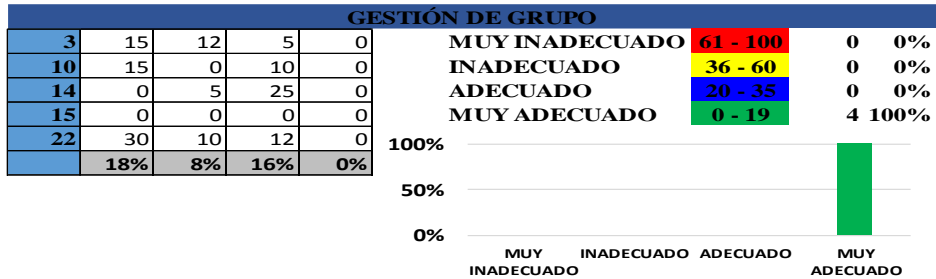 GESTIÓN DE GRUPO
3 15 12 5 0 MUY INADECUADO 61 - 100 0 0%
10 15 0 10 0 INADECUADO 36 - 60 0 0%
14 0 5 25 0 ADECUADO 20 - 35 0 0%
15 0 0 0 0 MUY ADECUADO 0 - 19 4 100%
22 30 10 12 0
18% 8% 16% 0%
100%
50%
0%
MUY INADECUADO ADECUADO MUY
INADECUADO ADECUADO